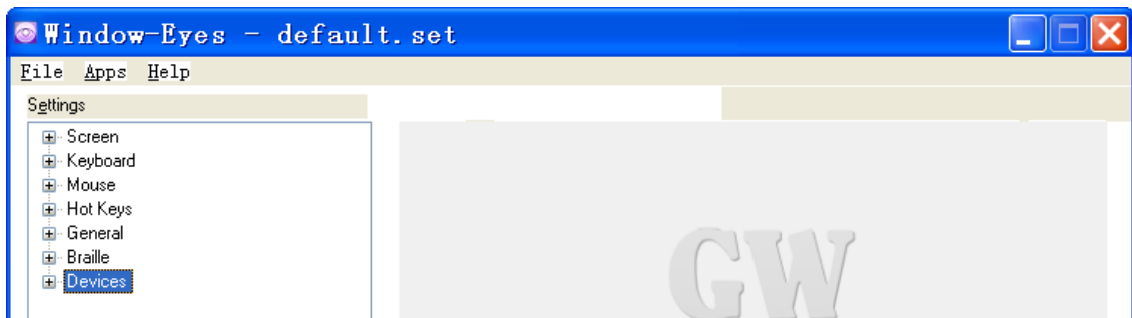 Window-Eyes - default.set
File Apps Help
Settings
Screen
Keyboard
Mouse
Hot Keys
General
Braille
Devices
GW